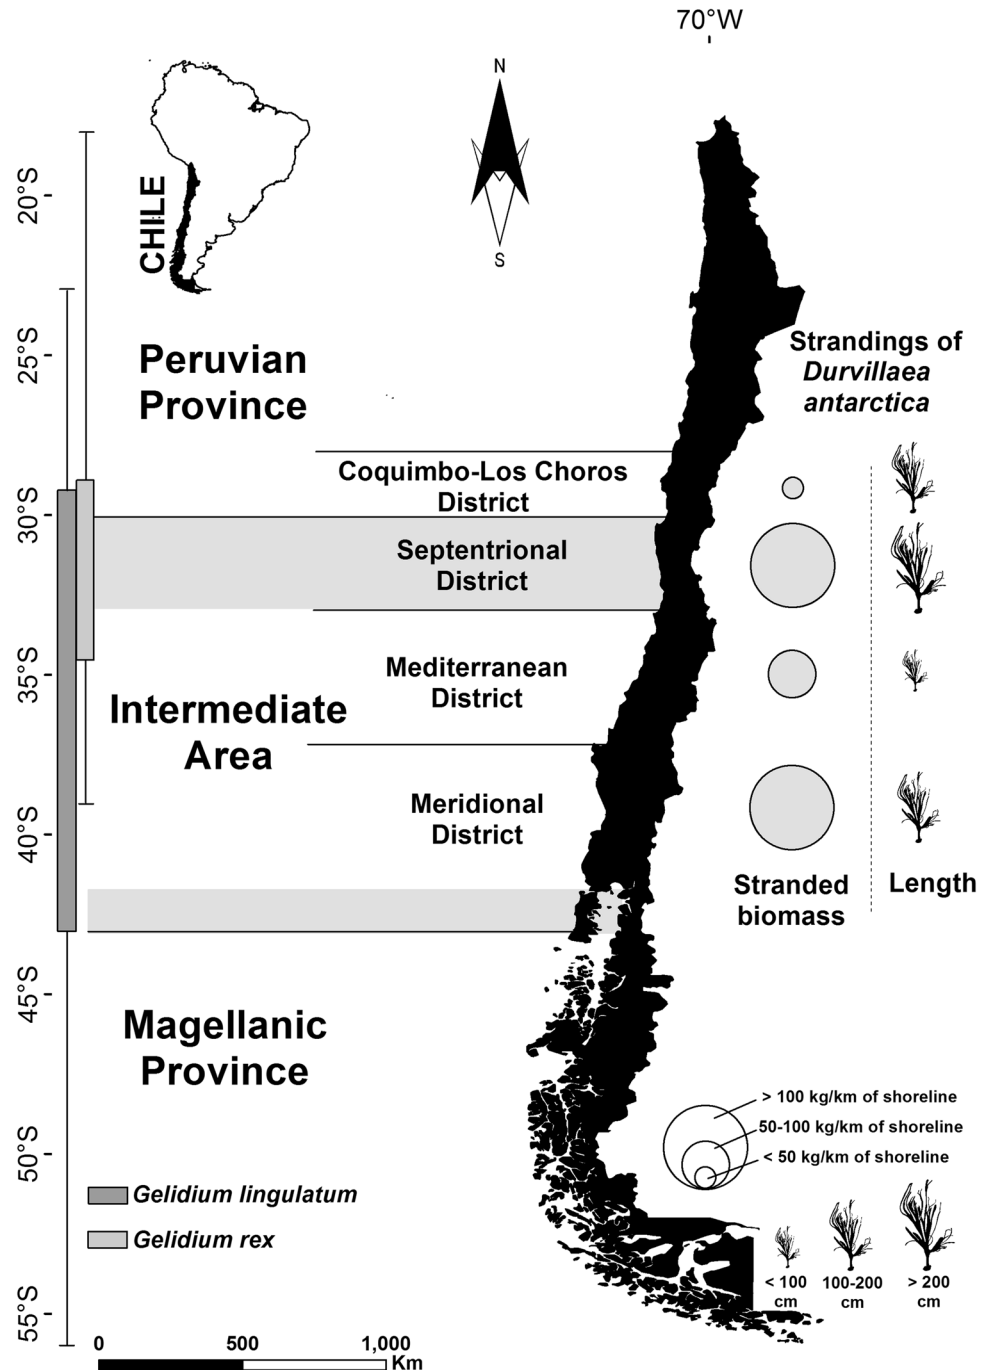 70°W
N
S
CHILE
20°S
25°S
30°S
35°S
40°S
45°S
50°S
55°S
Peruvian
Province
Strandings of
Durvillaea
antarctica
Coquimbo-Los Choros
District
Septentrional
District
Mediterranean
District
Intermediate
Area
Meridional
District
Stranded
biomass
Length
Magellanic
Province
> 100 kg/km of shoreline
50-100 kg/km of shoreline
< 50 kg/km of shoreline
Gelidium lingulatum
Gelidium rex
< 100
cm
100-200
cm
> 200
cm
0 500 1,000
Km